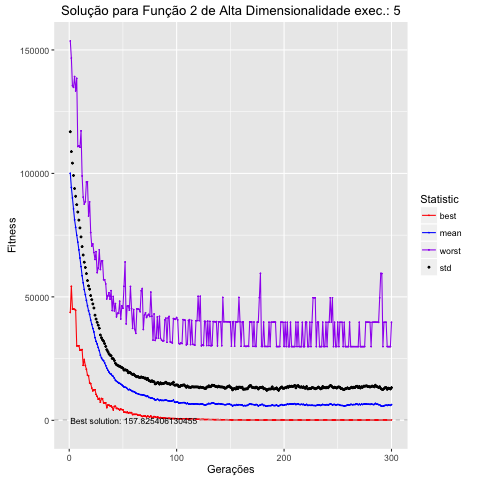 Solução para Função 2 de Alta Dimensionalidade exec.: 5
150000
100000
50000
0
Fitness
Best solution: 157.825406130455
0
100
200
300
Gerações
Statistic
best
mean
worst
std